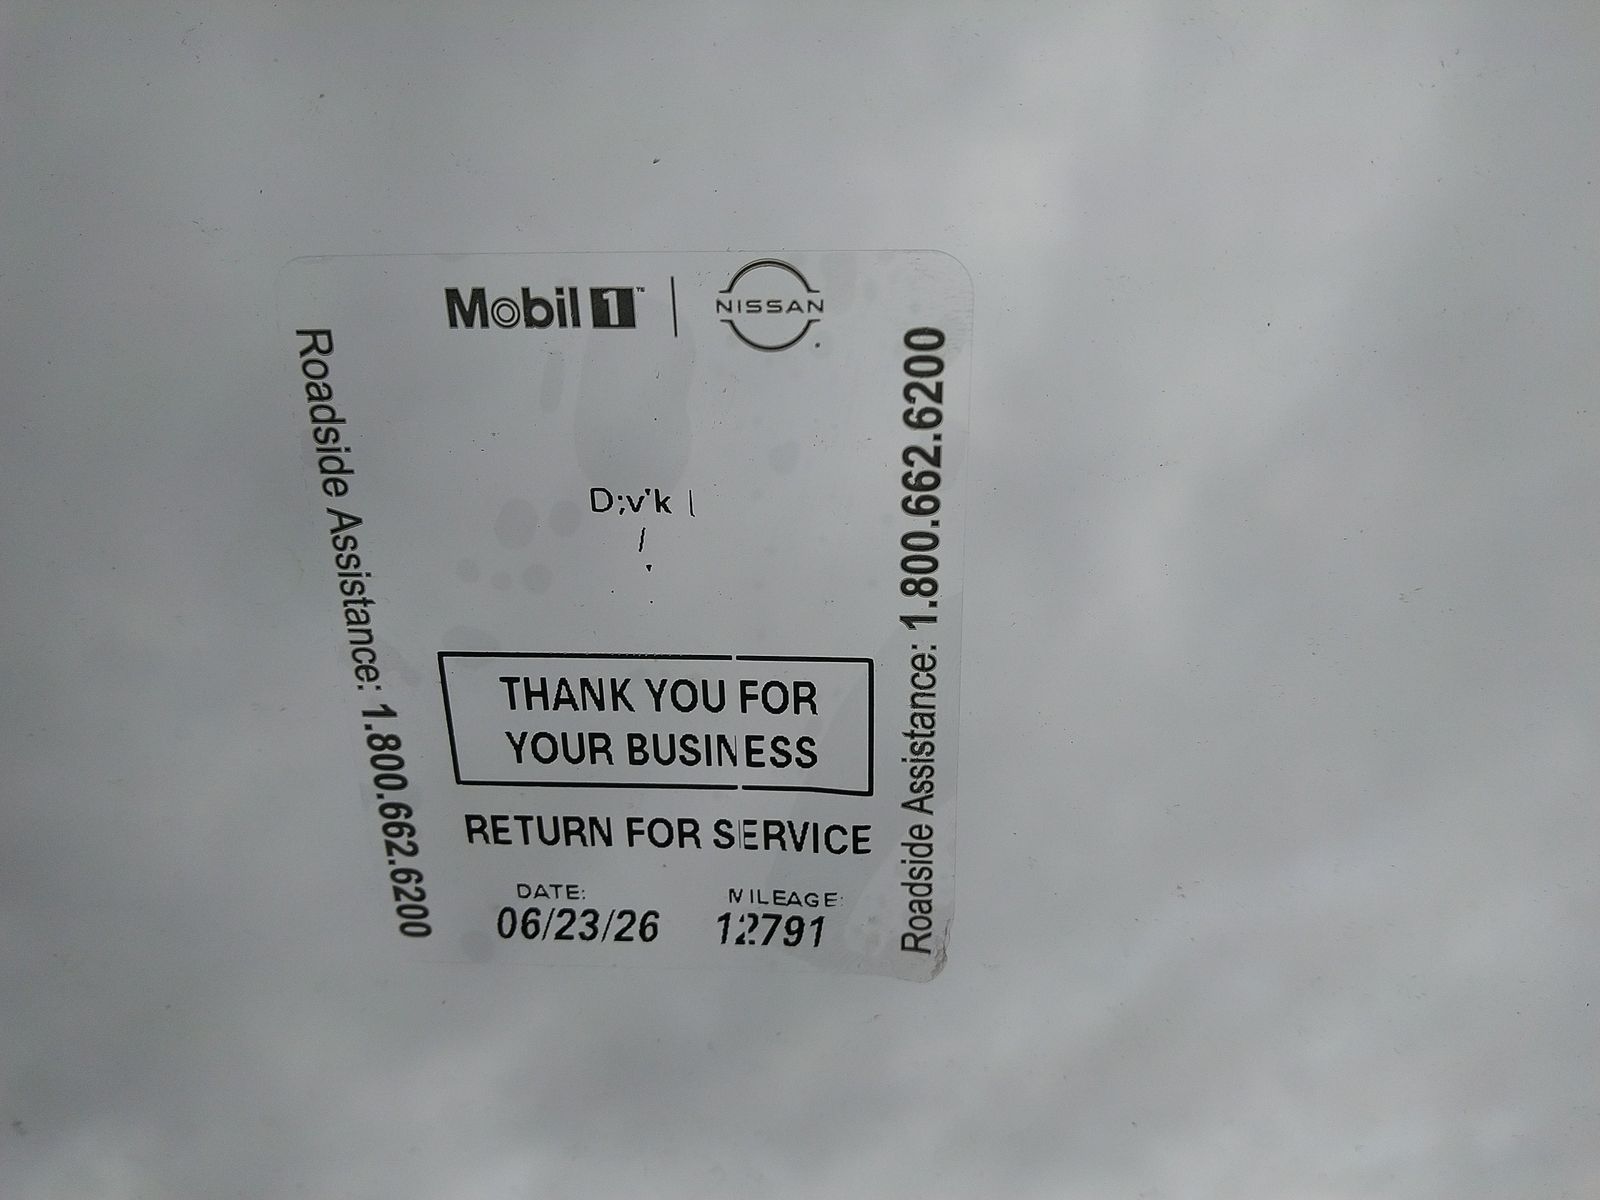 Mobil 1™ | NISSAN
Roadside Assistance: 1.800.662.6200
THANK YOU FOR
YOUR BUSINESS
RETURN FOR SERVICE
DATE: MILEAGE:
06/23/26 12791
Roadside Assistance: 1.800.662.6200